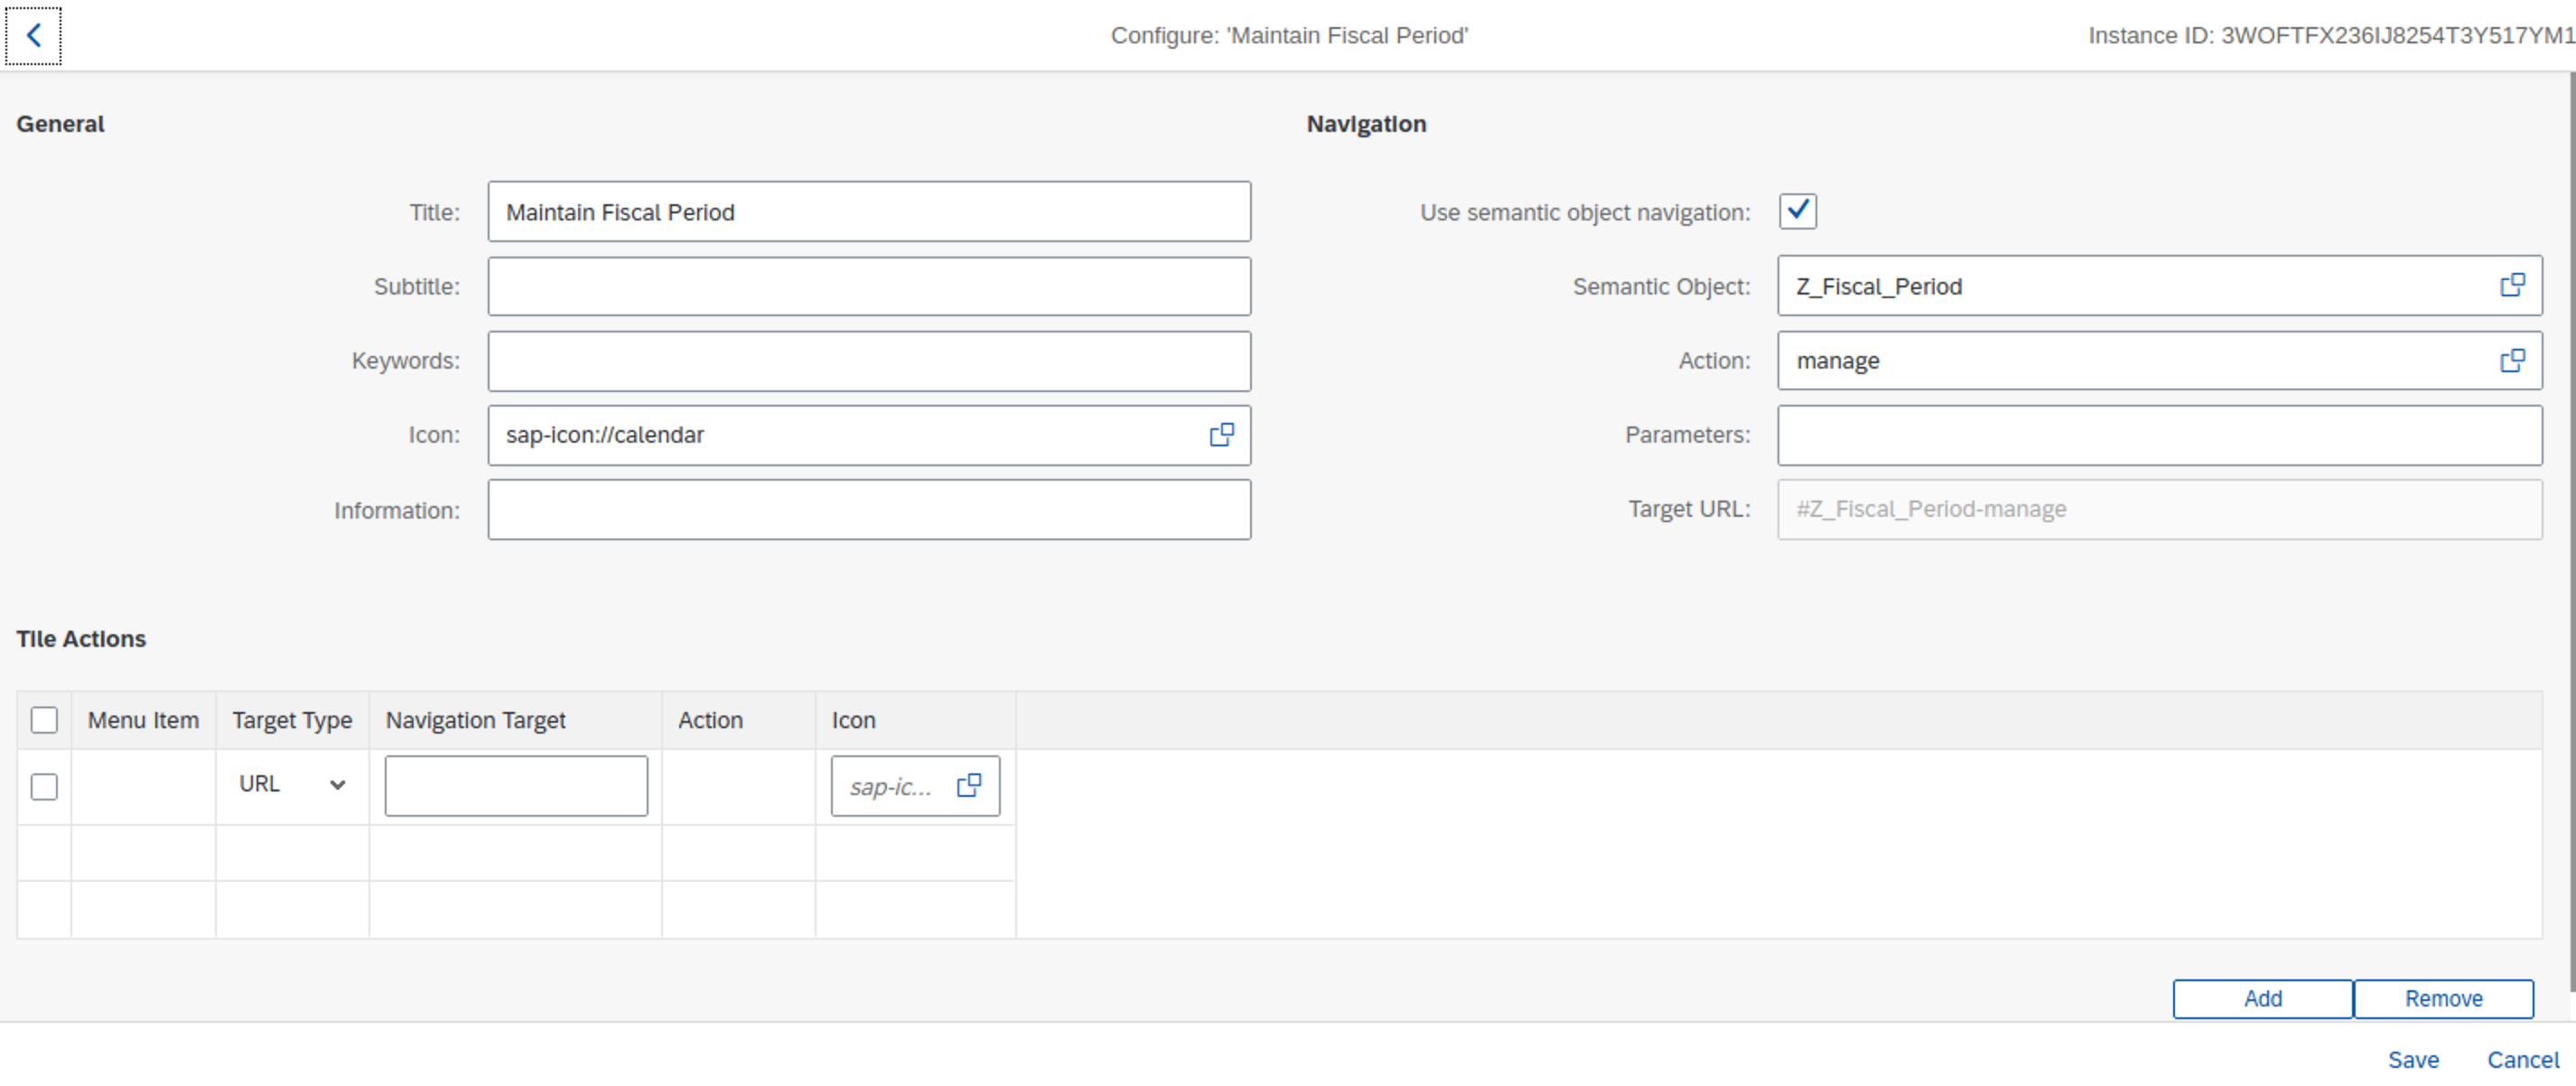 Configure: 'Maintain Fiscal Period'
Instance ID: 3WOFTFX236IJ8254T3Y517YM1
General
Title: Maintain Fiscal Period
Subtitle:
Keywords:
Icon: sap-icon://calendar
Information:
Navigation
Use semantic object navigation:
Semantic Object: Z_Fiscal_Period
Action: manage
Parameters:
Target URL: #Z_Fiscal_Period-manage
Tile Actions
Menu Item Target Type Navigation Target Action Icon
URL sap-ic...
Add Remove
Save Cancel